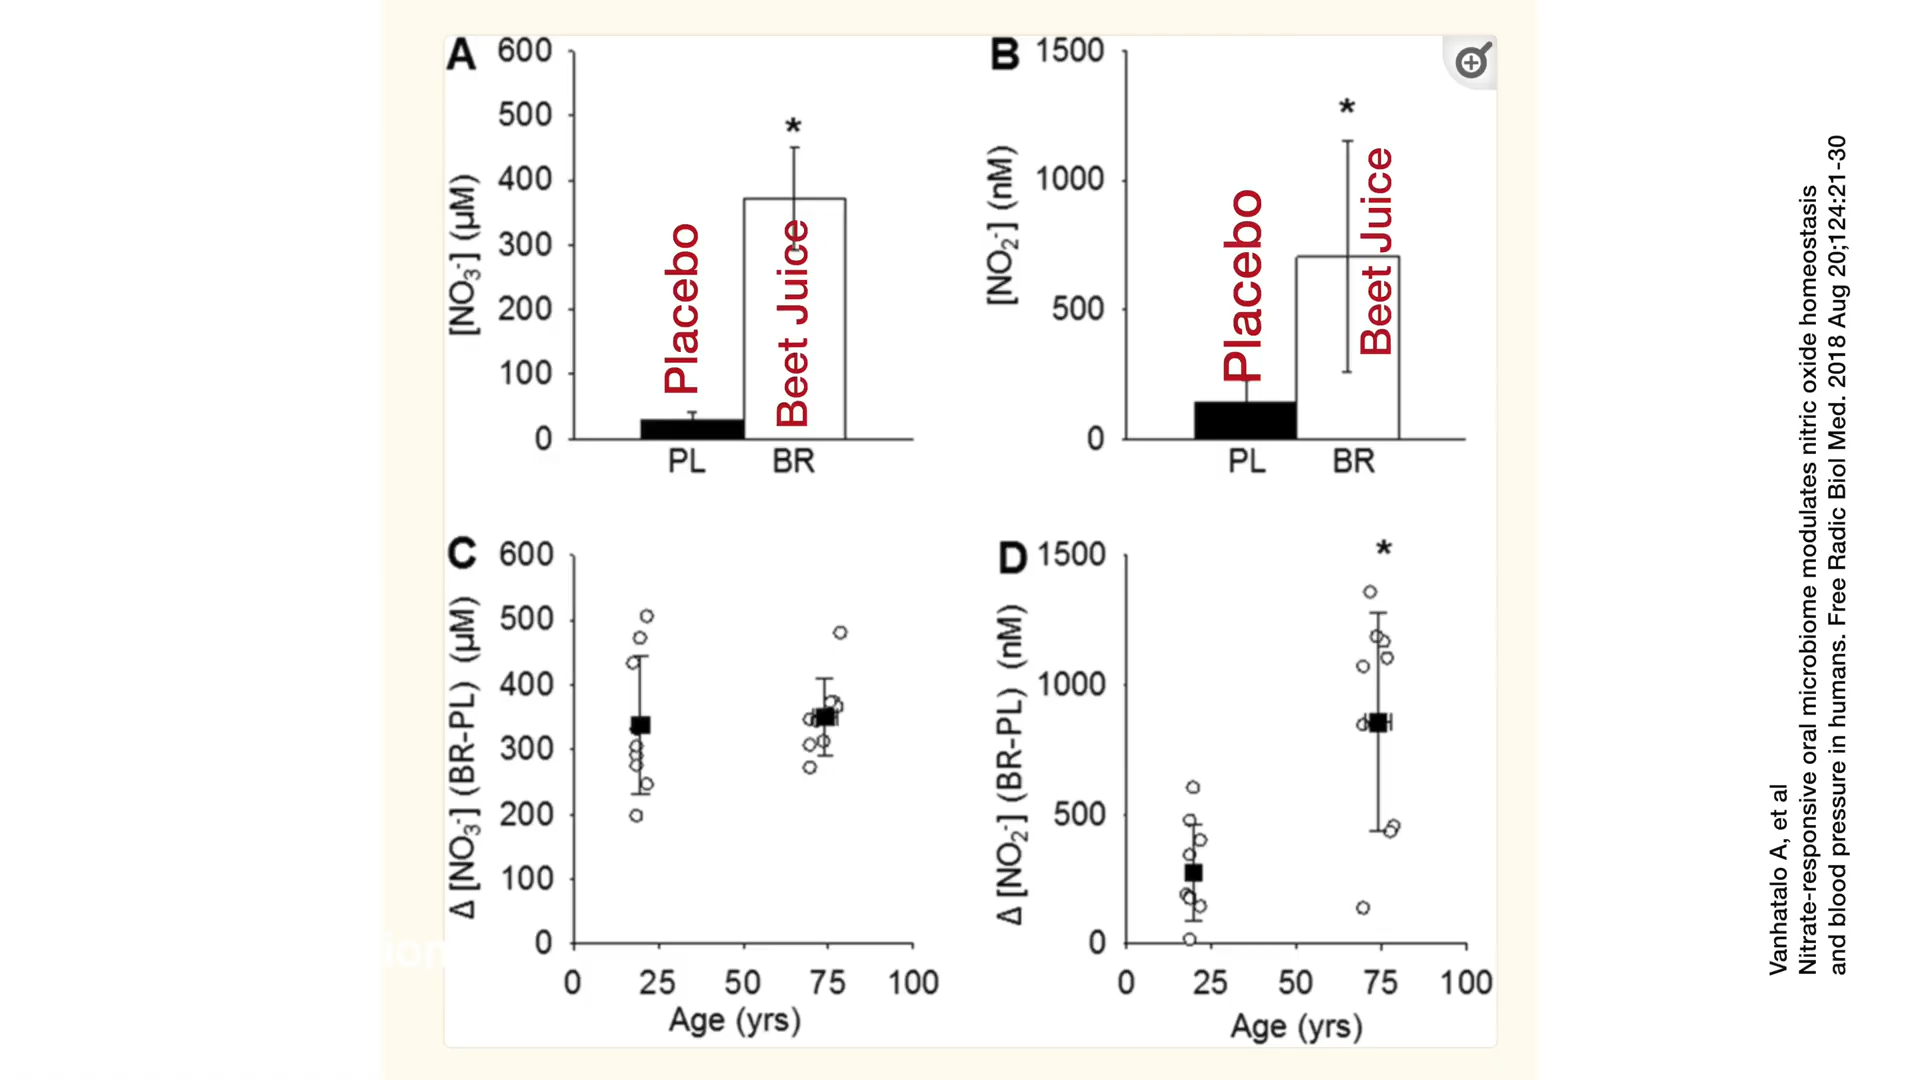 A
600
500
400
300
200
100
0
[NO3-] (µM)
Placebo
Beet Juice
*
PL
BR
B
1500
1000
500
0
[NO2-] (nM)
Placebo
Beet Juice
*
PL
BR
C
600
500
400
300
200
100
0
Δ [NO3-] (BR-PL) (µM)
0 25 50 75 100
Age (yrs)
D
1500
1000
500
0
Δ [NO2-] (BR-PL) (nM)
*
0 25 50 75 100
Age (yrs)
Vanhatalo A, et al
Nitrate-responsive oral microbiome modulates nitric oxide homeostasis
and blood pressure in humans. Free Radic Biol Med. 2018 Aug 20;124:21-30